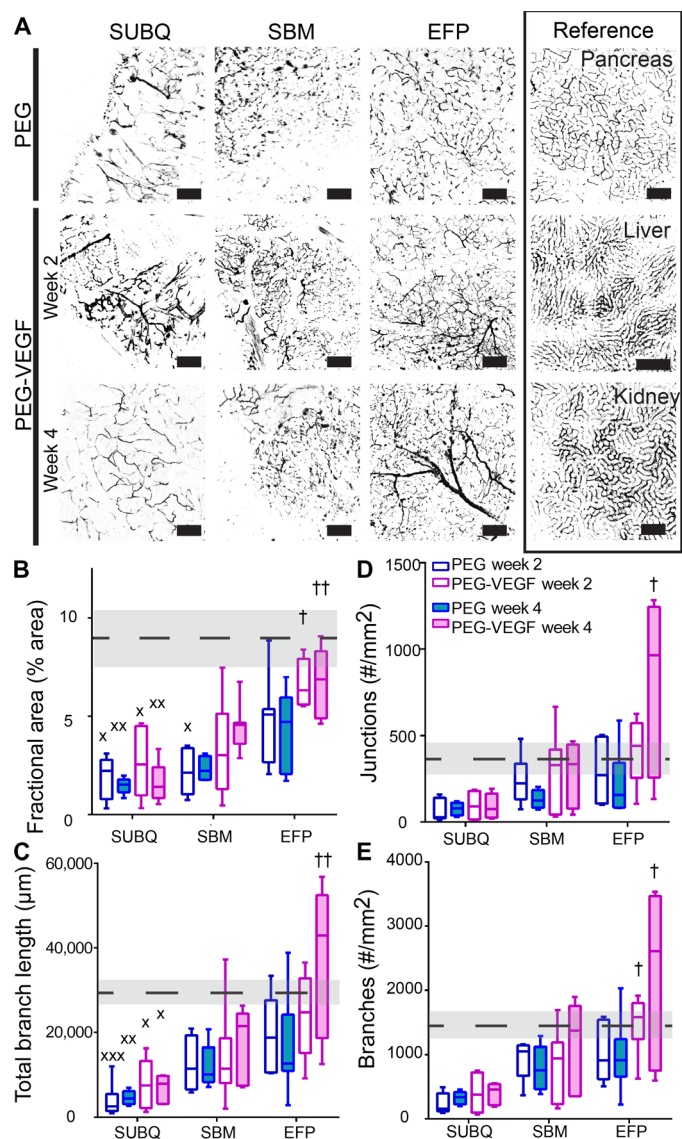 A
SUBQ
SBM
EFP
Reference
PEG
Pancreas
PEG-VEGF
Week 2
Liver
Week 4
Kidney
B
Fractional area (% area)
10
5
0
x
xx
x
xx
x
†
††
SUBQ
SBM
EFP
D
Junctions (#/mm2)
1500
1000
500
0
PEG week 2
PEG-VEGF week 2
PEG week 4
PEG-VEGF week 4
†
SUBQ
SBM
EFP
C
Total branch length (µm)
60,000
40,000
20,000
0
xxx
xx
x
x
††
SUBQ
SBM
EFP
E
Branches (#/mm2)
4000
3000
2000
1000
0
†
†
SUBQ
SBM
EFP